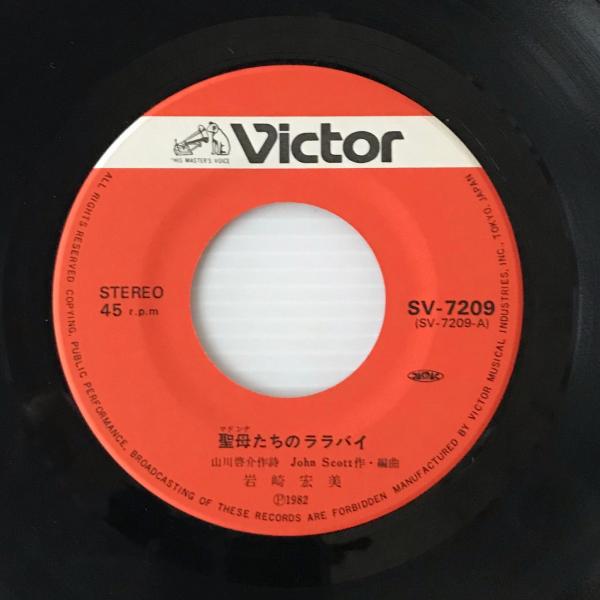 "HIS MASTER'S VOICE"
Victor
STEREO
45 r.p.m
SV-7209
(SV-7209-A)
マドンナ
聖母たちのララバイ
山川啓介作詩 John Scott作・編曲
岩崎宏美
Ⓟ1982
ALL RIGHTS RESERVED COPYING, PUBLIC PERFORMANCE, BROADCASTING OF THESE RECORDS ARE FORBIDDEN MANUFACTURED BY VICTOR MUSICAL INDUSTRIES, INC., TOKYO, JAPAN